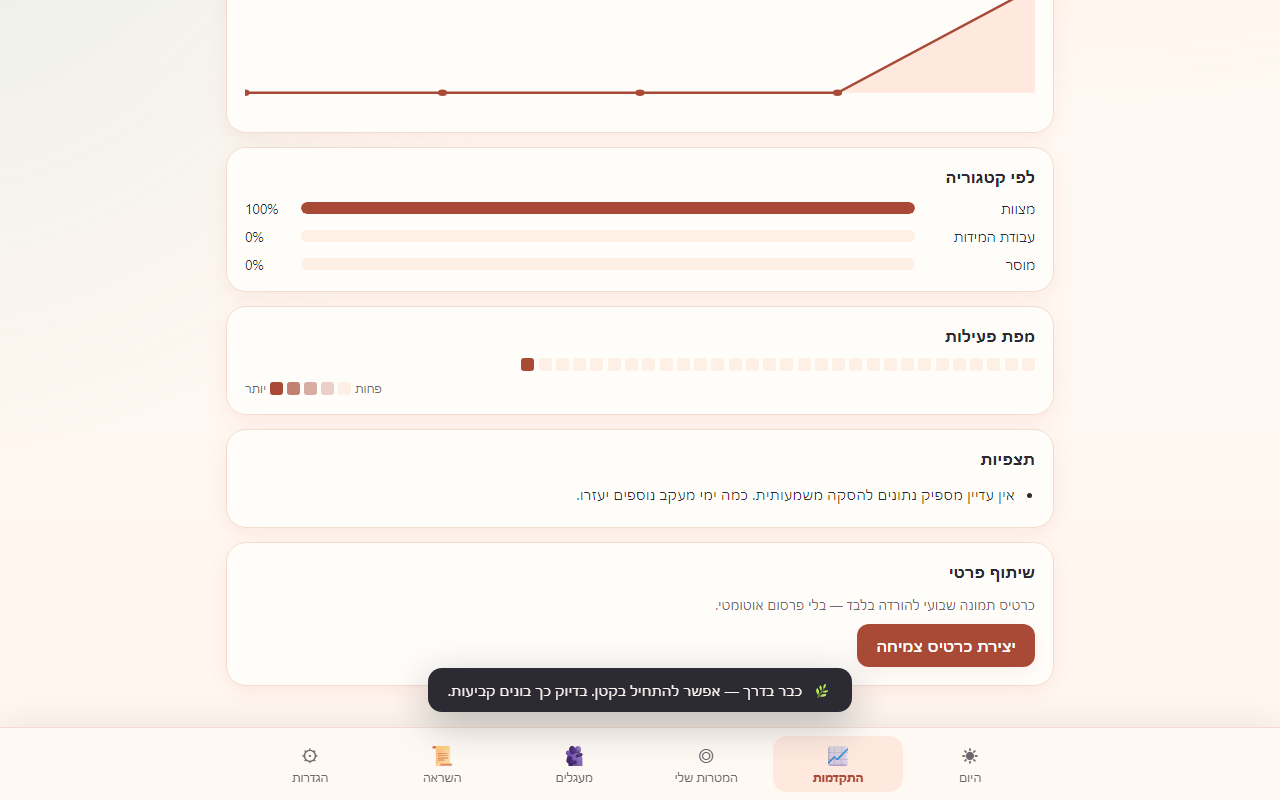 לפי קטגוריה
מצוות 100%
עבודת המידות 0%
מוסר 0%
מפת פעילות
פחות יותר
תצפיות
אין עדיין מספיק נתונים להסקה משמעותית. כמה ימי מעקב נוספים יעזרו.
שיתוף פרטי
כרטיס תמונה שבועי להורדה בלבד — בלי פרסום אוטומטי.
יצירת כרטיס צמיחה
כבר בדרך — אפשר להתחיל בקטן. בדיוק כך בונים קביעות.
היום
התקדמות
המטרות שלי
מעגלים
השראה
הגדרות